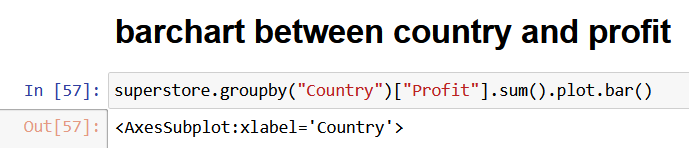 barchart between country and profit
In [57]: superstore.groupby("Country")["Profit"].sum().plot.bar()
Out[57]: <AxesSubplot:xlabel='Country'>